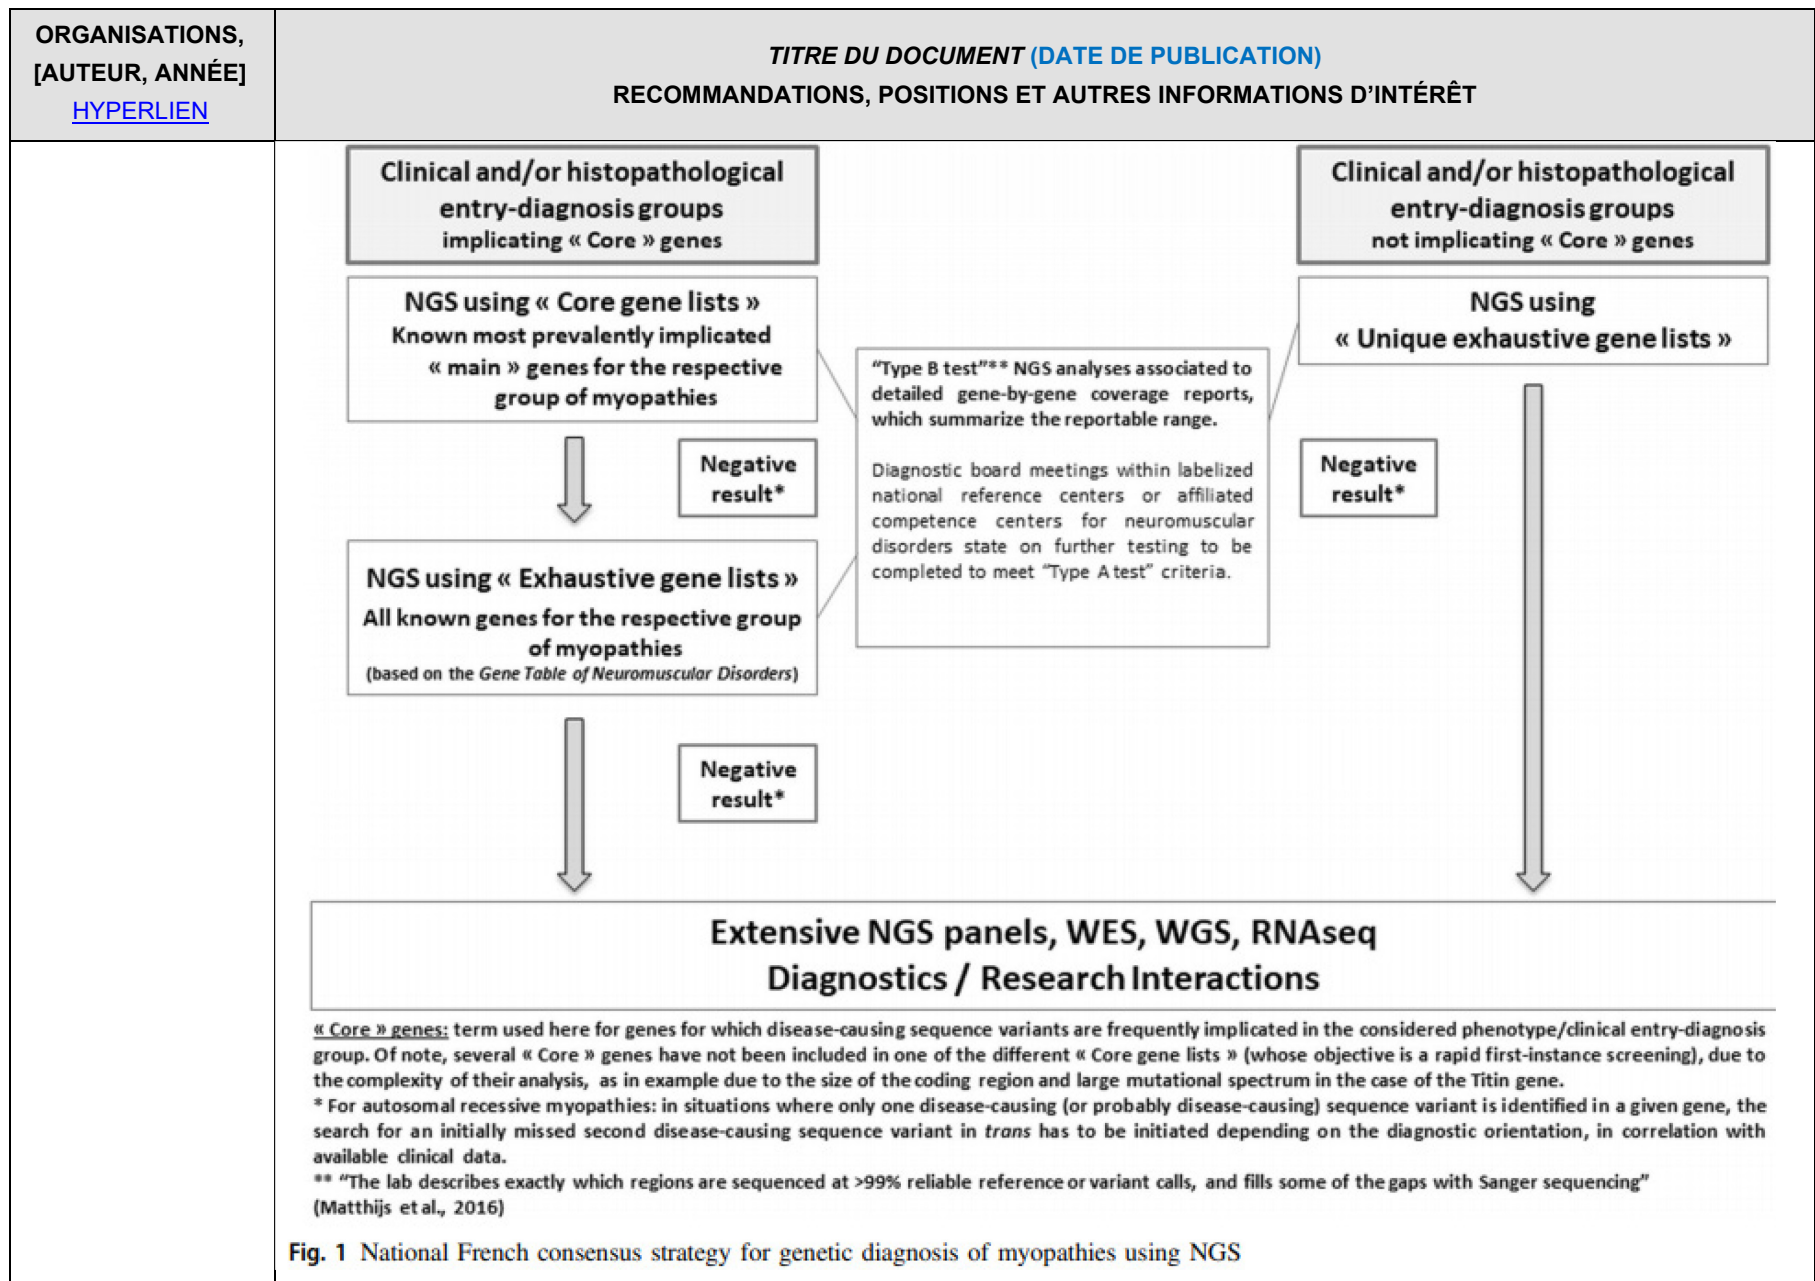 ORGANISATIONS,
[AUTEUR, ANNÉE]
HYPERLIEN
TITRE DU DOCUMENT (DATE DE PUBLICATION)
RECOMMANDATIONS, POSITIONS ET AUTRES INFORMATIONS D’INTÉRÊT
Clinical and/or histopathological
entry-diagnosis groups
implicating « Core » genes
NGS using « Core gene lists »
Known most prevalently implicated
« main » genes for the respective
group of myopathies
Negative
result*
NGS using « Exhaustive gene lists »
All known genes for the respective group
of myopathies
(based on the Gene Table of Neuromuscular Disorders)
Negative
result*
“Type B test”** NGS analyses associated to
detailed gene-by-gene coverage reports,
which summarize the reportable range.
Diagnostic board meetings within labelized
national reference centers or affiliated
competence centers for neuromuscular
disorders state on further testing to be
completed to meet “Type A test” criteria.
Clinical and/or histopathological
entry-diagnosis groups
not implicating « Core » genes
NGS using
« Unique exhaustive gene lists »
Negative
result*
Extensive NGS panels, WES, WGS, RNAseq
Diagnostics / Research Interactions
« Core » genes: term used here for genes for which disease-causing sequence variants are frequently implicated in the considered phenotype/clinical entry-diagnosis
group. Of note, several « Core » genes have not been included in one of the different « Core gene lists » (whose objective is a rapid first-instance screening), due to
the complexity of their analysis, as in example due to the size of the coding region and large mutational spectrum in the case of the Titin gene.
* For autosomal recessive myopathies: in situations where only one disease-causing (or probably disease-causing) sequence variant is identified in a given gene, the
search for an initially missed second disease-causing sequence variant in trans has to be initiated depending on the diagnostic orientation, in correlation with
available clinical data.
** “The lab describes exactly which regions are sequenced at >99% reliable reference or variant calls, and fills some of the gaps with Sanger sequencing”
(Matthijs et al., 2016)
Fig. 1 National French consensus strategy for genetic diagnosis of myopathies using NGS